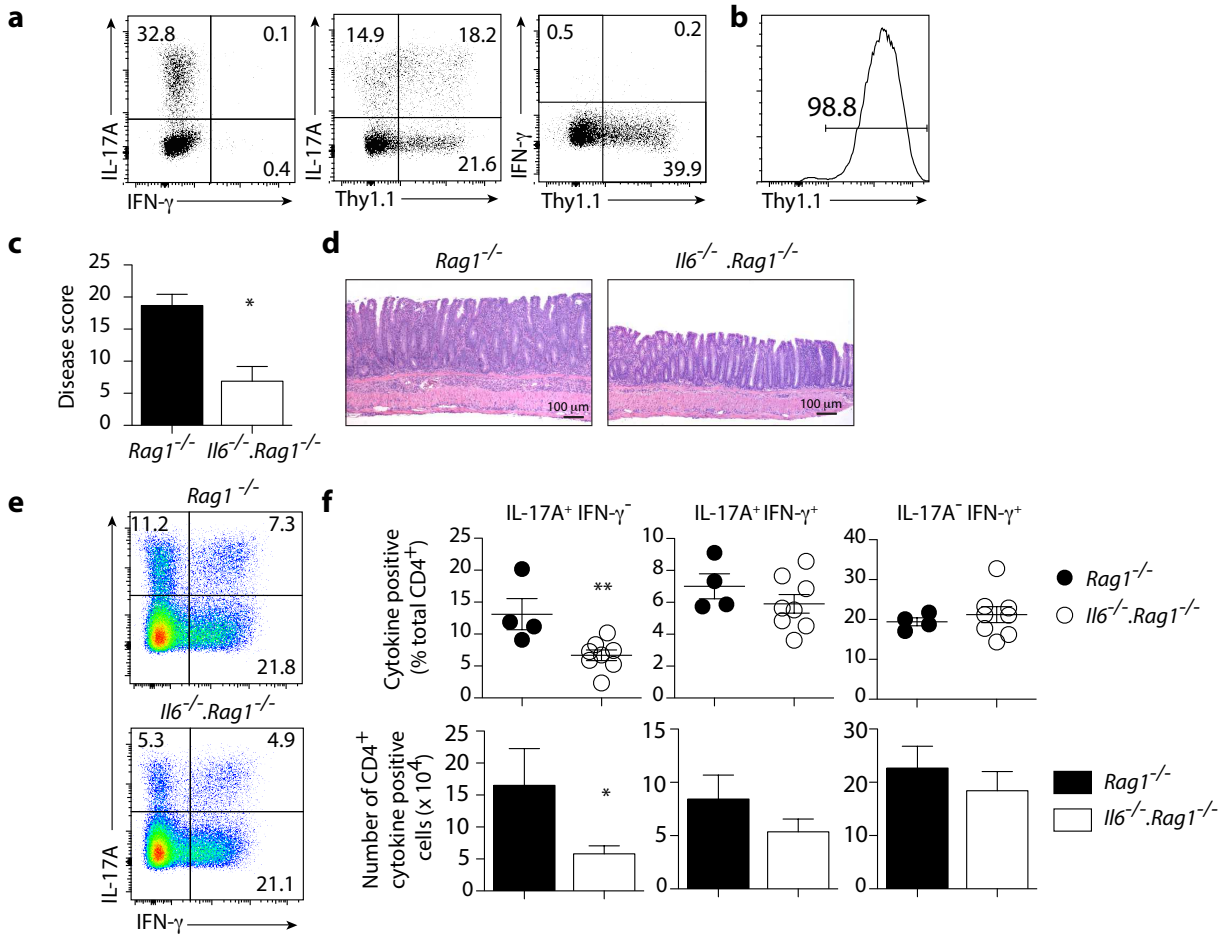 a
32.8 0.1
0.4
IL-17A
IFN-γ
14.9 18.2
21.6
IL-17A
Thy1.1
0.5 0.2
39.9
IFN-γ
Thy1.1
b
98.8
Thy1.1
c
25
20
15
10
5
0
Disease score
*
Rag1-/- Il6-/-.Rag1-/-
d
Rag1-/- Il6-/- .Rag1-/-
100 μm 100 μm
e
Rag1 -/-
11.2 7.3
21.8
Il6-/-.Rag1-/-
5.3 4.9
21.1
IL-17A
IFN-γ
f
IL-17A+ IFN-γ- IL-17A+ IFN-γ+ IL-17A- IFN-γ+
Cytokine positive
(% total CD4+)
25
20
15
10
5
0
**
8
6
4
2
0
10
40
30
20
10
0
Rag1-/-
Il6-/-.Rag1-/-
Number of CD4+
cytokine positive
cells (x 104)
25
20
15
10
5
0
*
15
10
5
0
30
20
10
0
Rag1-/-
Il6-/-.Rag1-/-